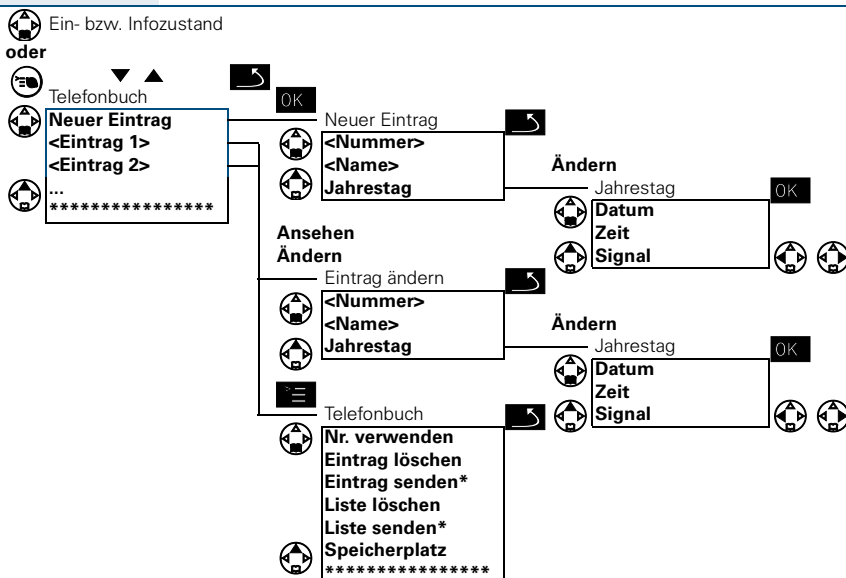 Ein- bzw. Infozustand
oder
Telefonbuch
Neuer Eintrag
<Eintrag 1>
<Eintrag 2>
...
****************
OK
Neuer Eintrag
<Nummer>
<Name>
Jahrestag
Ändern
Jahrestag
OK
Datum
Zeit
Signal
Ansehen
Ändern
Eintrag ändern
<Nummer>
<Name>
Jahrestag
Ändern
Jahrestag
OK
Datum
Zeit
Signal
Telefonbuch
Nr. verwenden
Eintrag löschen
Eintrag senden*
Liste löschen
Liste senden*
Speicherplatz
****************